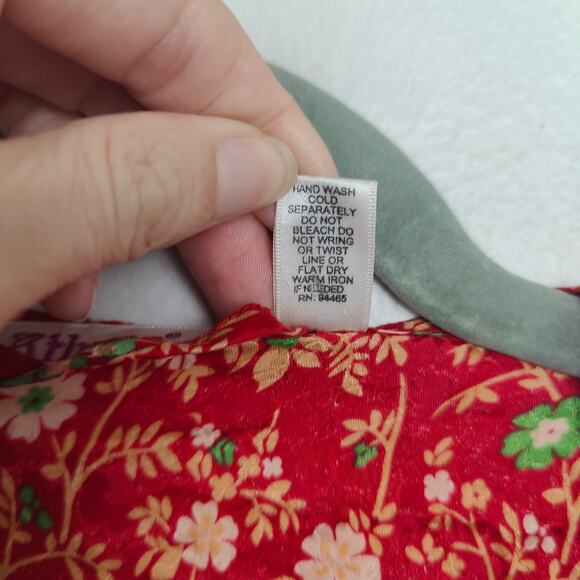 HAND WASH
COLD
SEPARATELY
DO NOT
BLEACH DO
NOT WRING
OR TWIST
LINE OR
FLAT DRY
WARM IRON
IF NEEDED
RN: 94465